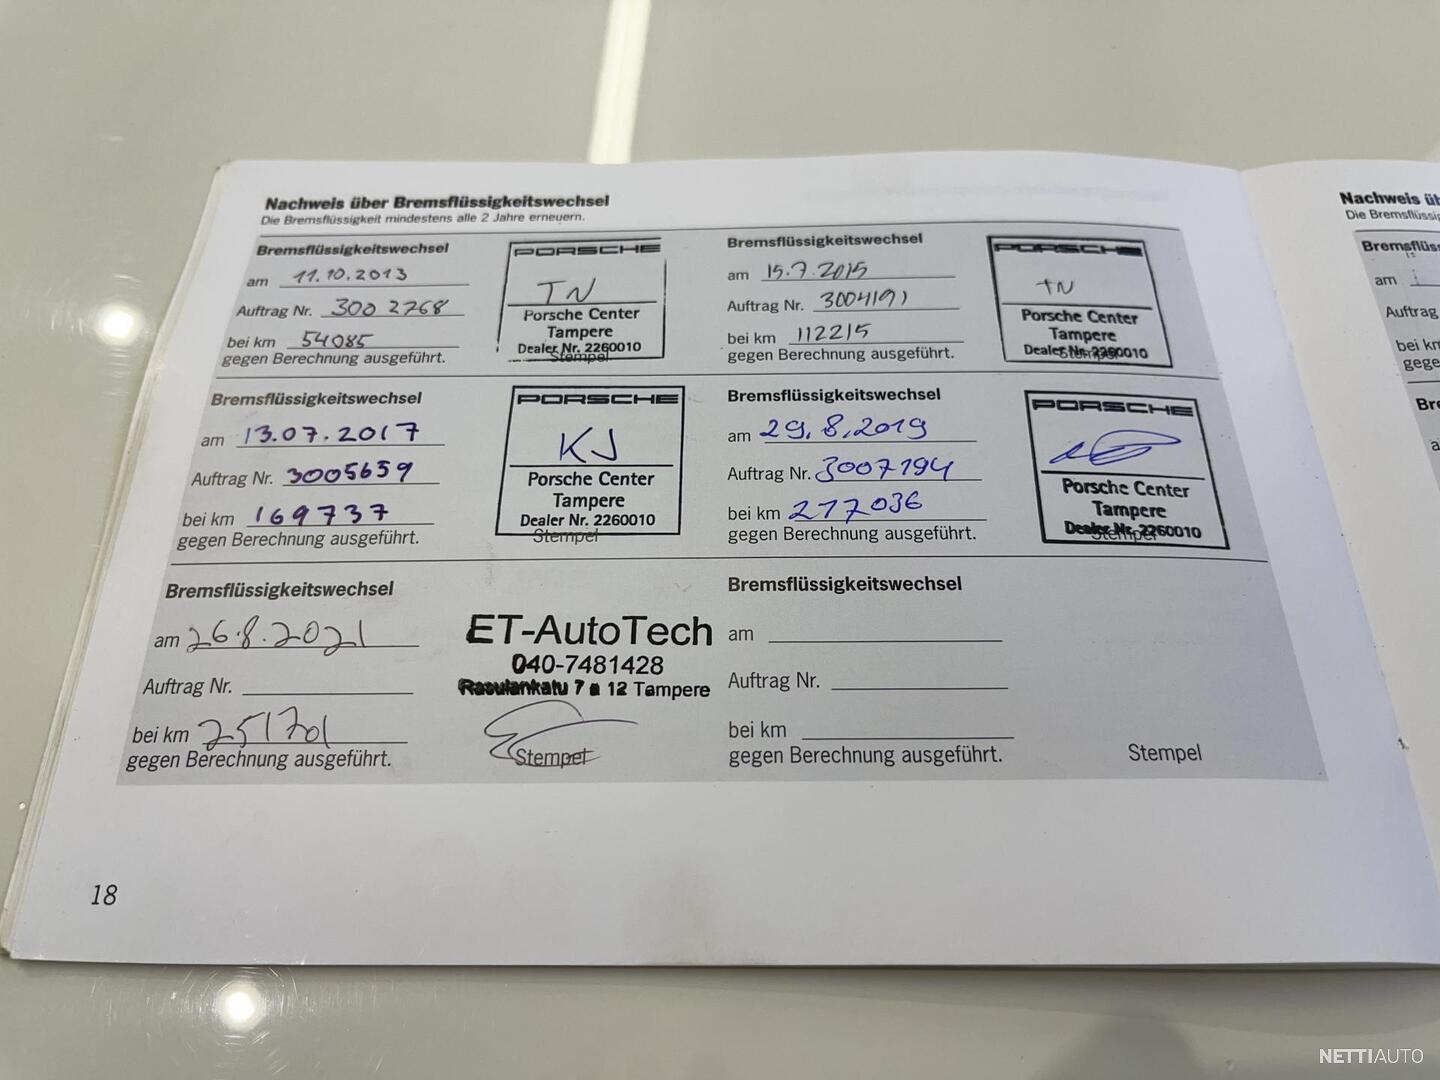 Nachweis über Bremsflüssigkeitswechsel
Die Bremsflüssigkeit mindestens alle 2 Jahre erneuern.
Bremsflüssigkeitswechsel
am 11.10.2013
Auftrag Nr. 3002768
bei km 54085
gegen Berechnung ausgeführt.
PORSCHE
TN
Porsche Center
Tampere
Dealer Nr. 2260010
Stempel
Bremsflüssigkeitswechsel
am 15.7.2015
Auftrag Nr. 3004191
bei km 112215
gegen Berechnung ausgeführt.
PORSCHE
TN
Porsche Center
Tampere
Dealer Nr. 2260010
Stempel
Bremsflüssigkeitswechsel
am 13.07.2017
Auftrag Nr. 3005659
bei km 169737
gegen Berechnung ausgeführt.
PORSCHE
KJ
Porsche Center
Tampere
Dealer Nr. 2260010
Stempel
Bremsflüssigkeitswechsel
am 29.8.2019
Auftrag Nr. 3007194
bei km 217036
gegen Berechnung ausgeführt.
PORSCHE
Porsche Center
Tampere
Dealer Nr. 2260010
Stempel
Bremsflüssigkeitswechsel
am 26.8.2021
Auftrag Nr.
bei km 251701
gegen Berechnung ausgeführt.
ET-AutoTech
040-7481428
Rasulankatu 7 a 12 Tampere
Stempel
Bremsflüssigkeitswechsel
am
Auftrag Nr.
bei km
gegen Berechnung ausgeführt.
Stempel
18
Nachweis
am
Auftrag
NETTIAUTO